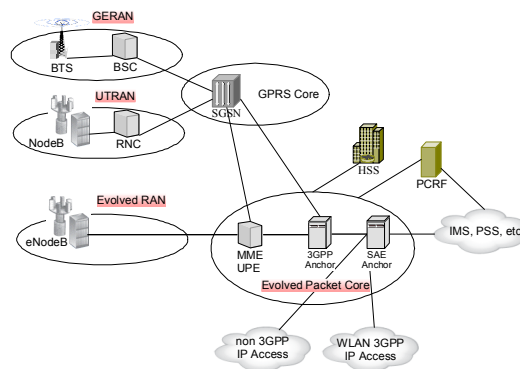 GERAN
BTS
BSC
UTRAN
GPRS Core
SGSN
NodeB
RNC
HSS
PCRF
Evolved RAN
eNodeB
MME
UPE
3GPP
Anchor
SAE
Anchor
IMS, PSS, etc
Evolved Packet Core
non 3GPP
IP Access
WLAN 3GPP
IP Access